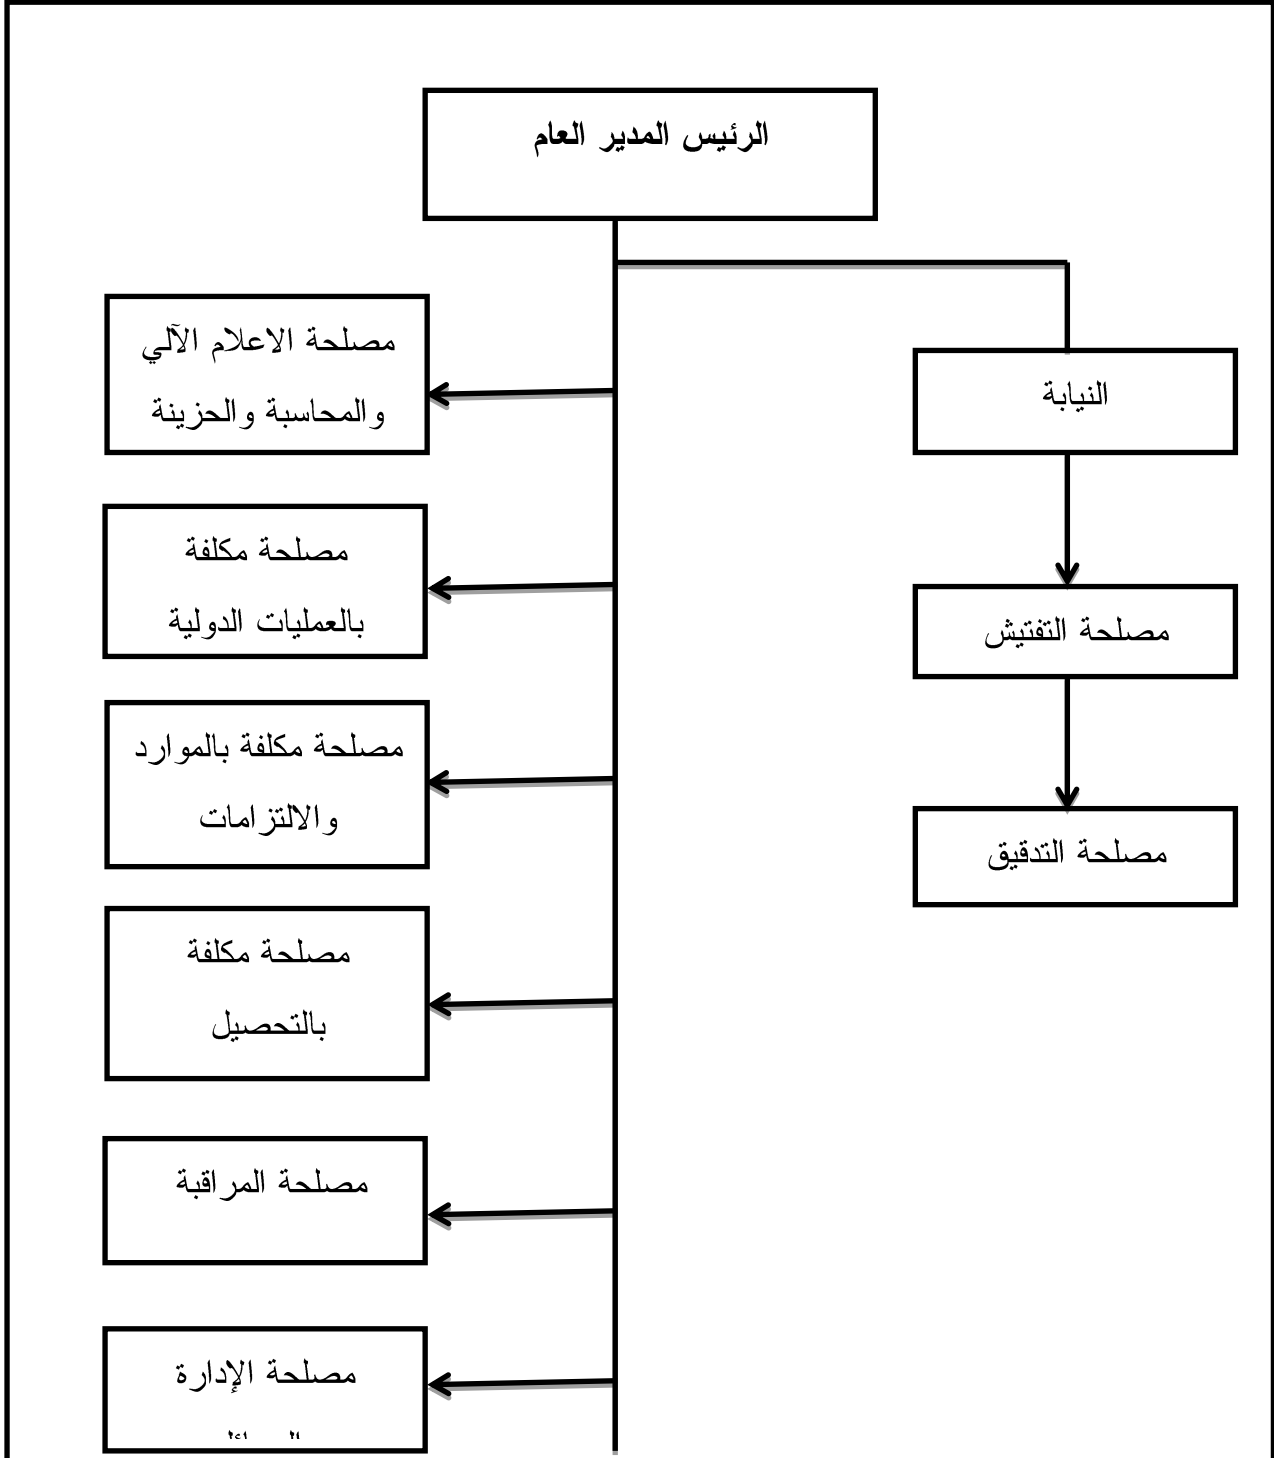 الرئيس المدير العام
النيابة
مصلحة التفتيش
مصلحة التدقيق
مصلحة الاعلام الآلي
والمحاسبة والحزينة
مصلحة مكلفة
بالعمليات الدولية
مصلحة مكلفة بالموارد
والالتزامات
مصلحة مكلفة
بالتحصيل
مصلحة المراقبة
مصلحة الإدارة